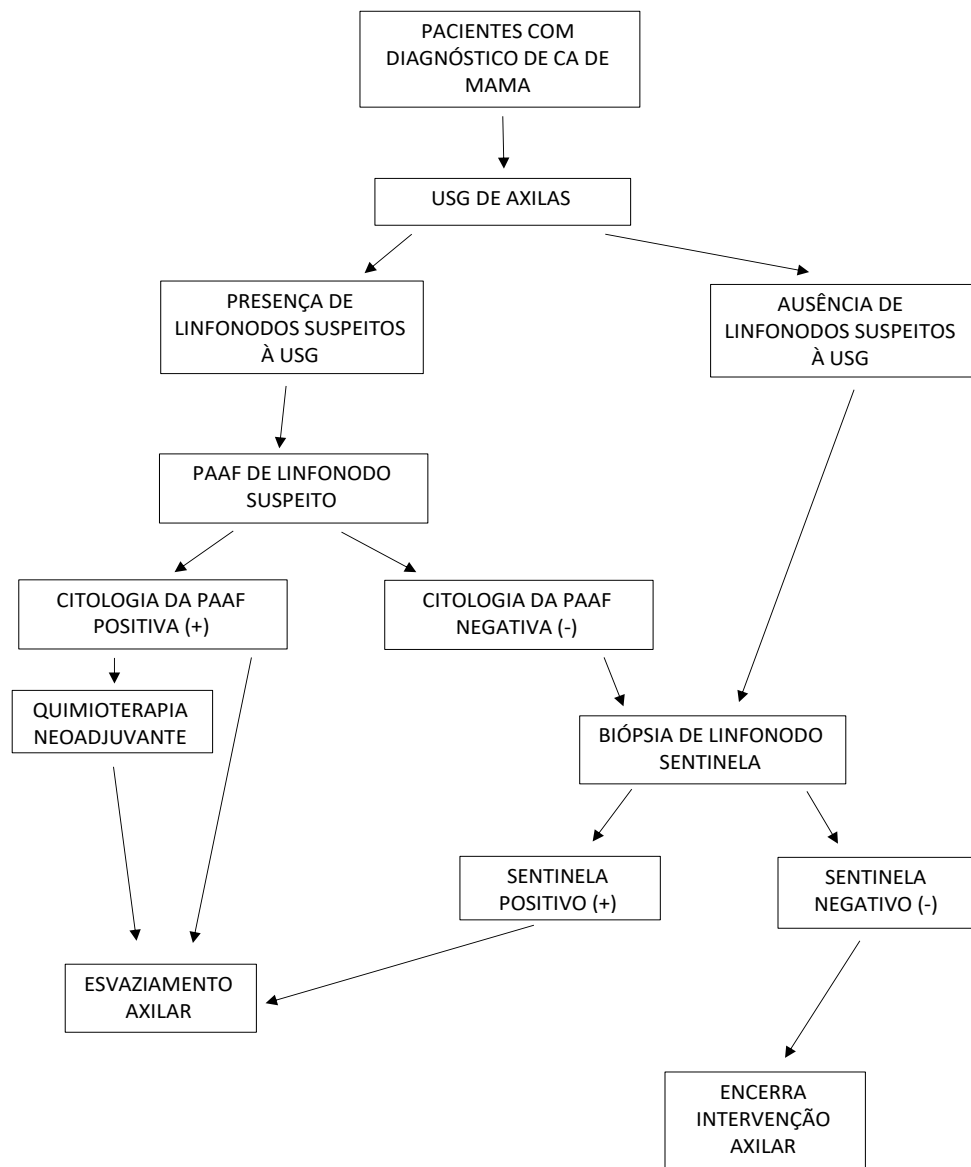 PACIENTES COM
DIAGNÓSTICO DE CA DE
MAMA
USG DE AXILAS
PRESENÇA DE
LINFONODOS SUSPEITOS
À USG
AUSÊNCIA DE
LINFONODOS SUSPEITOS
À USG
PAAF DE LINFONODO
SUSPEITO
CITOLOGIA DA PAAF
POSITIVA (+)
CITOLOGIA DA PAAF
NEGATIVA (-)
QUIMIOTERAPIA
NEOADJUVANTE
BIÓPSIA DE LINFONODO
SENTINELA
SENTINELA
POSITIVO (+)
SENTINELA
NEGATIVO (-)
ESVAZIAMENTO
AXILAR
ENCERRA
INTERVENÇÃO
AXILAR